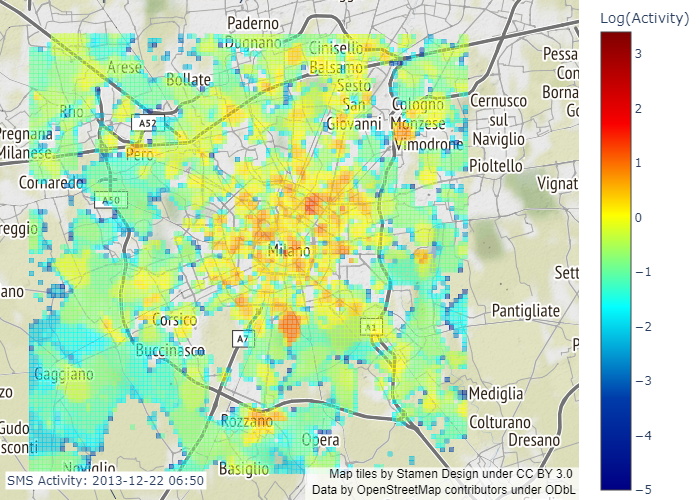 Log(Activity)
Paderno
Dugnano
Cinisello
Balsamo
Arese
Bollate
Sesto
San
Giovanni
Rho
A52
Cologno
Monzese
Cernusco
sul
Naviglio
Pessa
Con
Borna
Go
Pregnana
Milanese
Pero
Vimodrone
Pioltello
Cornaredo
A50
Vignat
reggio
Milano
Sett
ano
Pantigliate
Corsico
A7
A1
P
Buccinasco
Gaggiano
zo
Mediglia
Rozzano
Colturano
Gudo
sconti
Opera
Dresano
Noviglio
Basiglio
3
2
1
0
−1
−2
−3
−4
−5
SMS Activity: 2013-12-22 06:50
Map tiles by Stamen Design under CC BY 3.0
Data by OpenStreetMap contributors under ODbL